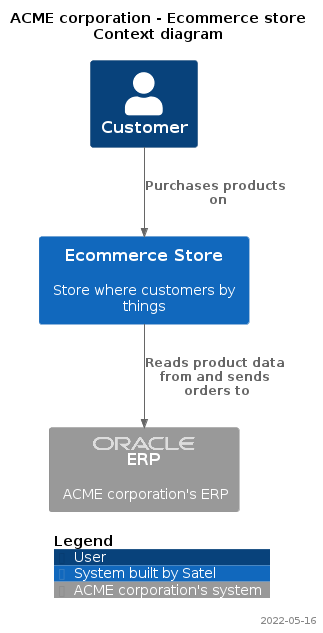 ACME corporation - Ecommerce store
Context diagram
Customer
Purchases products
on
Ecommerce Store
Store where customers by
things
Reads product data
from and sends
orders to
ORACLE
ERP
ACME corporation's ERP
Legend
User
System built by Satel
ACME corporation's system
2022-05-16